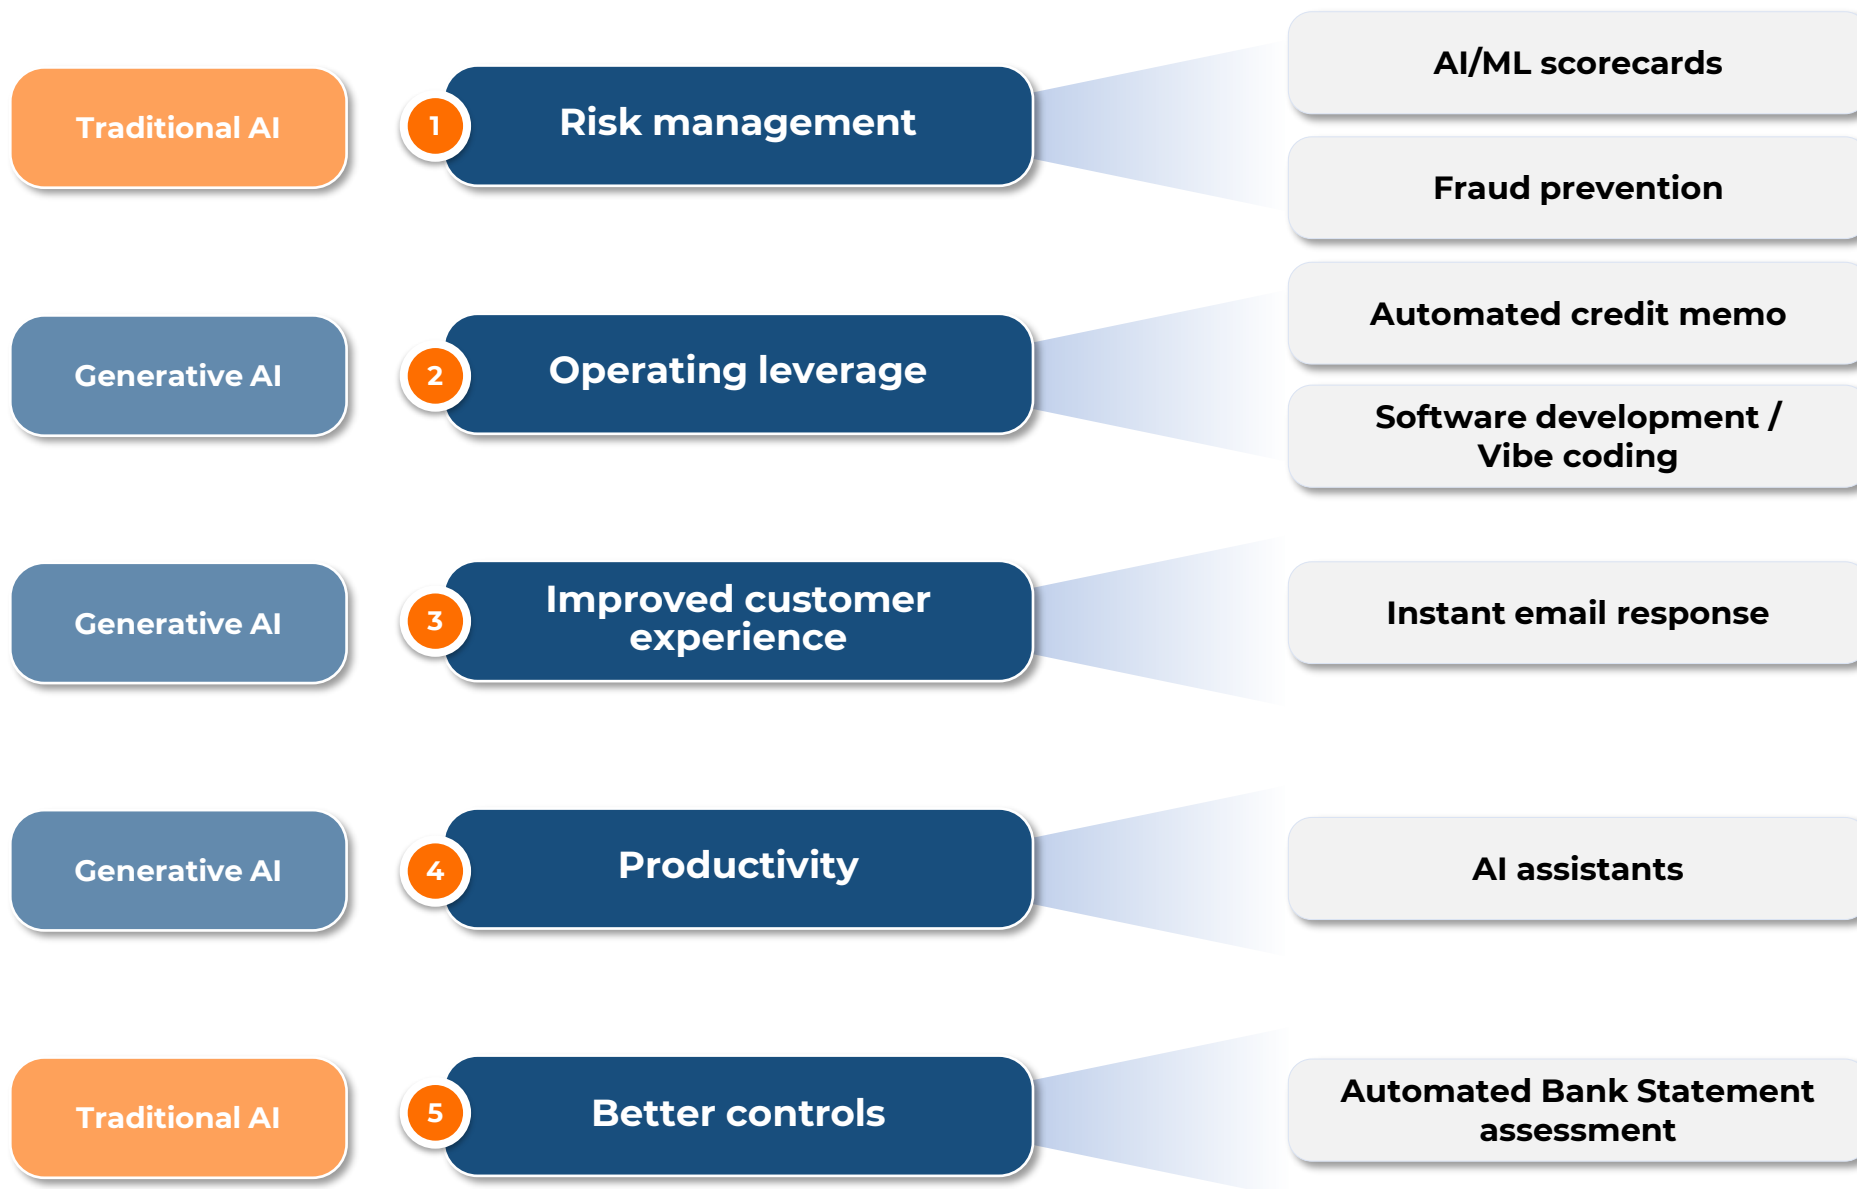 Traditional AI
1
Risk management
AI/ML scorecards
Fraud prevention
Generative AI
2
Operating leverage
Automated credit memo
Software development /
Vibe coding
Generative AI
3
Improved customer
experience
Instant email response
Generative AI
4
Productivity
AI assistants
Traditional AI
5
Better controls
Automated Bank Statement
assessment